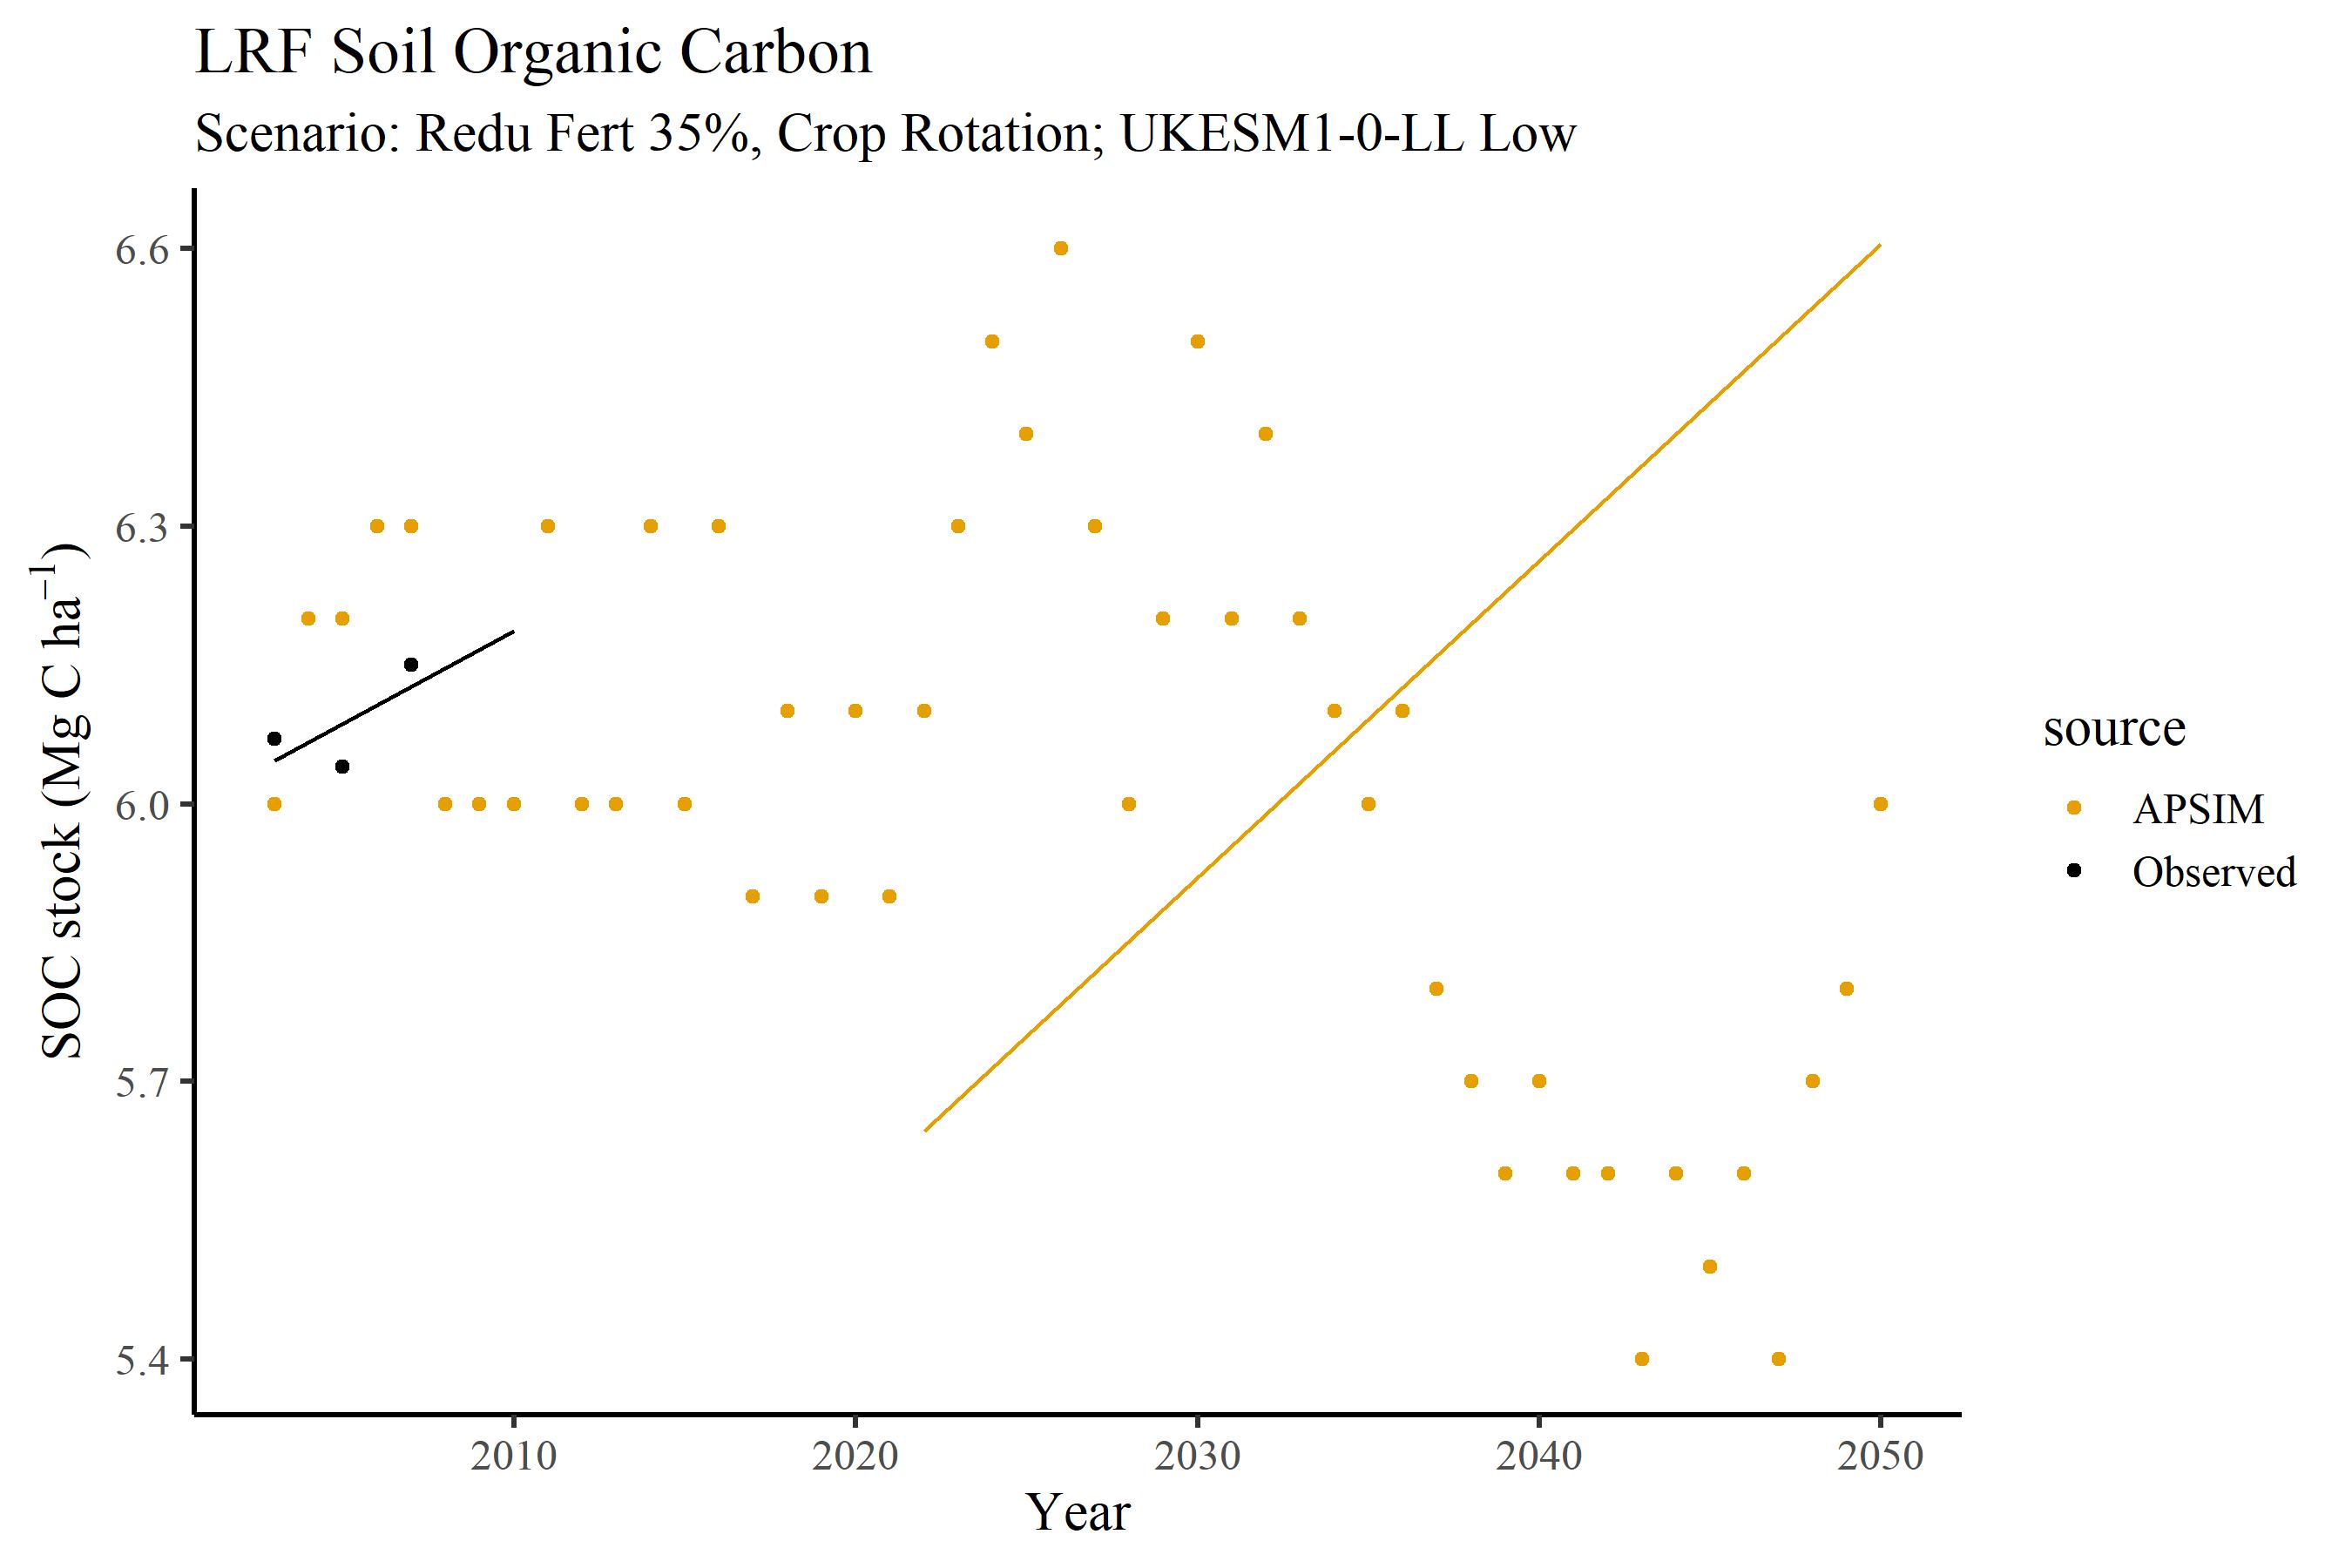 LRF Soil Organic Carbon
Scenario: Redu Fert 35%, Crop Rotation; UKESM1-0-LL Low
SOC stock (Mg C ha⁻¹)
6.6
6.3
6.0
5.7
5.4
2010 2020 2030 2040 2050
Year
source
APSIM
Observed